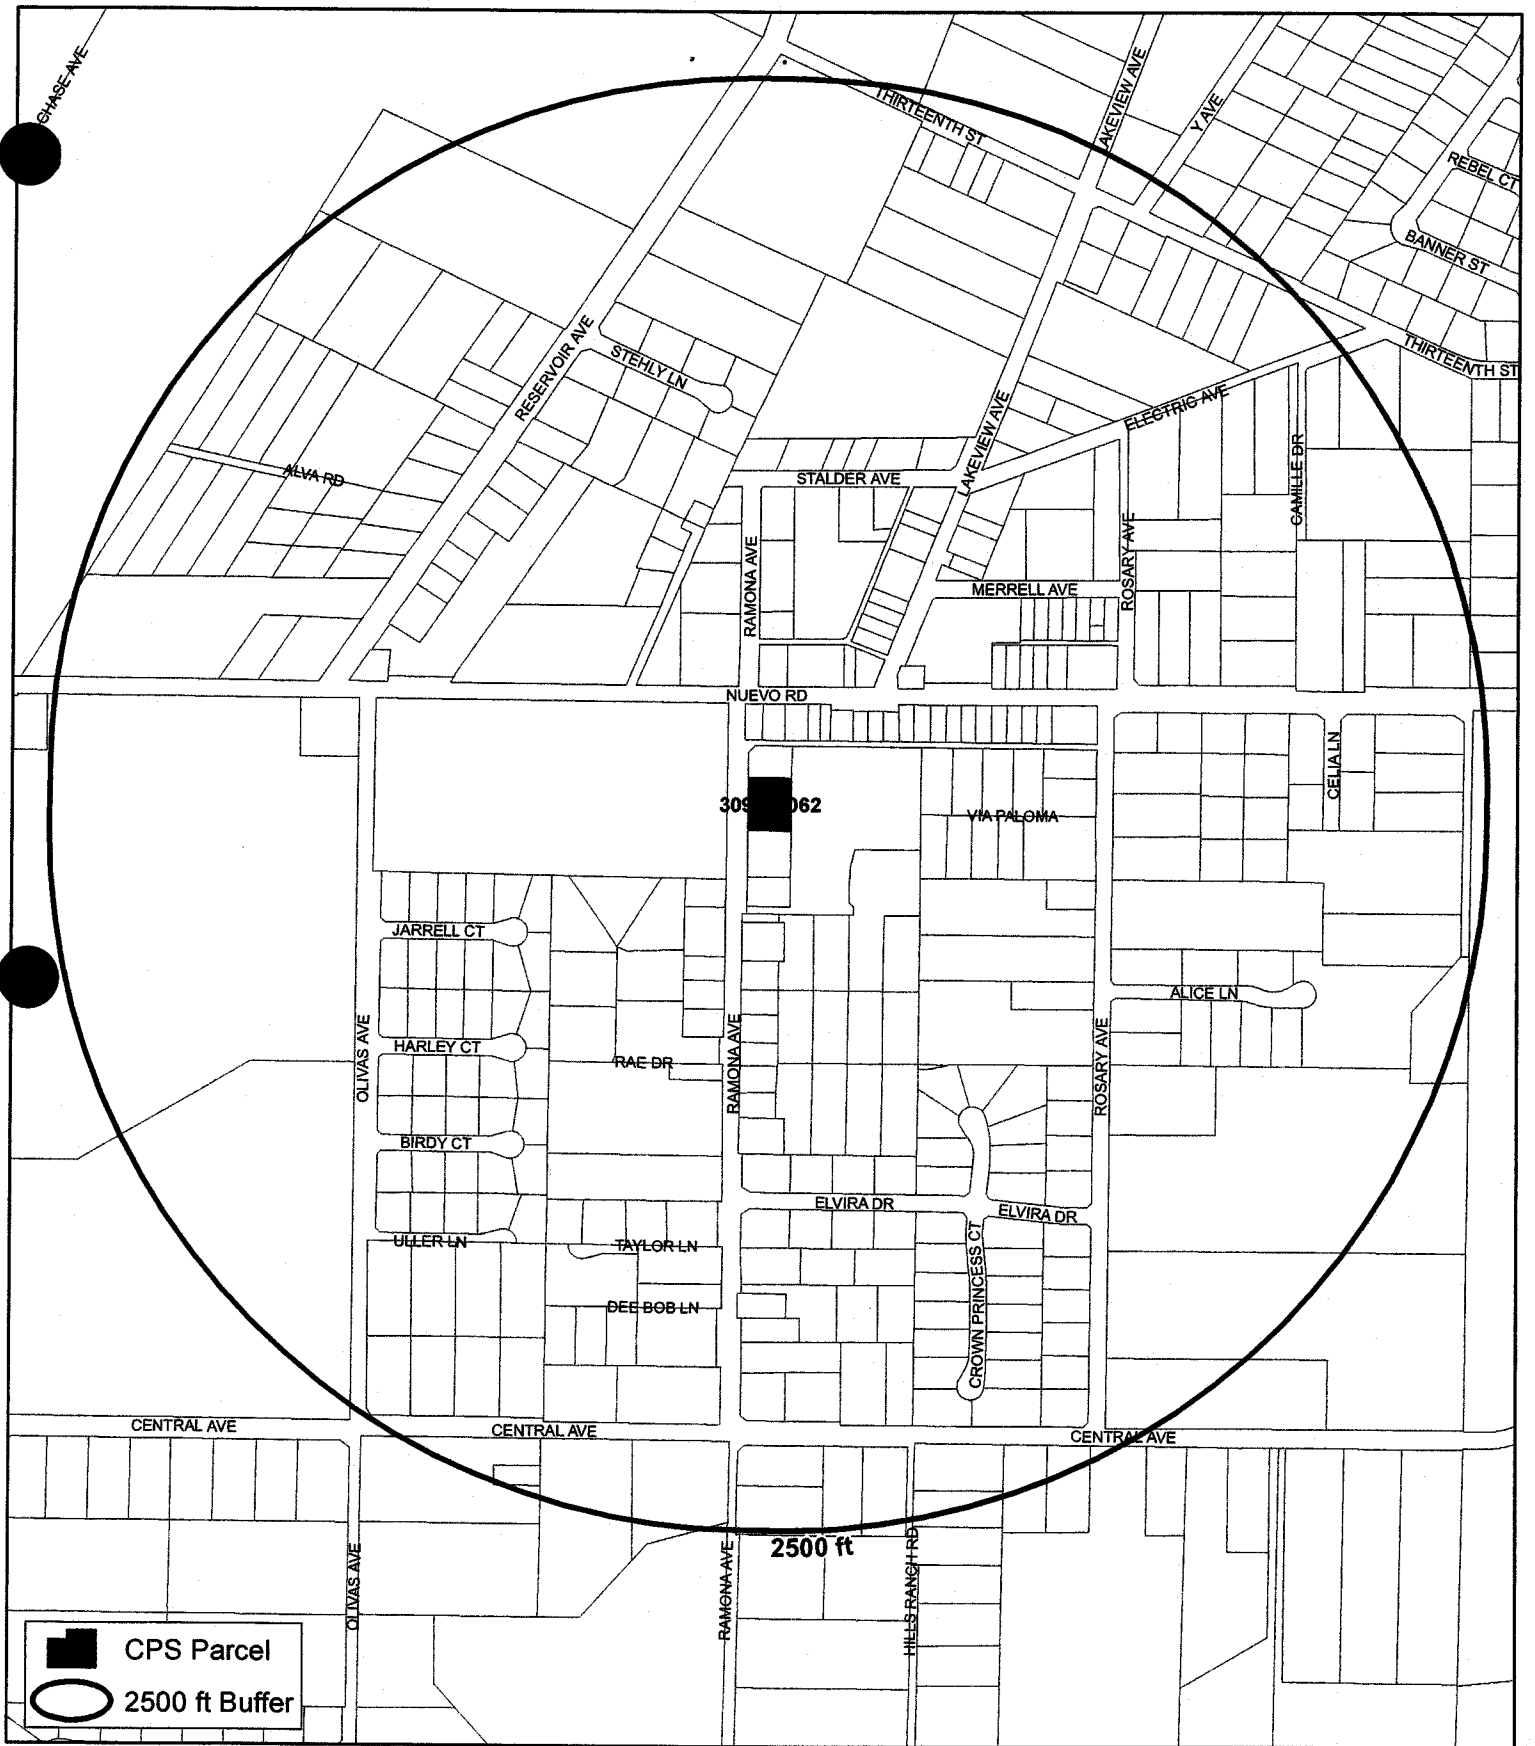 CHASE AVE
THIRTEENTH ST
LAKEVIEW AVE
Y AVE
REBEL CT
BANNER ST
THIRTEENTH ST
RESERVOIR AVE
STEHLY LN
ELECTRIC AVE
LAKEVIEW AVE
CAMILLE DR
ALVA RD
STALDER AVE
RAMONA AVE
MERRELL AVE
ROSARY AVE
NUEVO RD
CELIA LN
309 062
VIA PALOMA
JARRELL CT
ALICE LN
OLIVAS AVE
HARLEY CT
RAE DR
RAMONA AVE
ROSARY AVE
BIRDY CT
ELVIRA DR
ELVIRA DR
ULLER LN
TAYLOR LN
CROWN PRINCESS CT
DEE BOB LN
CENTRAL AVE
CENTRAL AVE
CENTRAL AVE
2500 ft
OLIVAS AVE
RAMONA AVE
HILLS RANCH RD
CPS Parcel
2500 ft Buffer